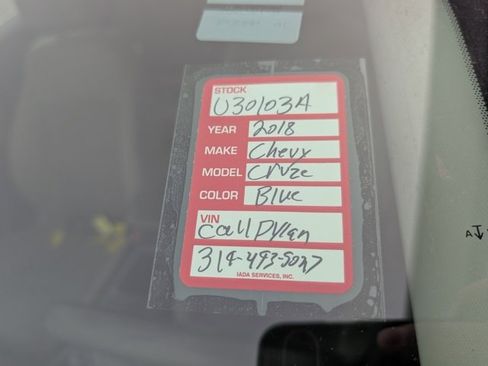 STOCK
U30103A
YEAR 2018
MAKE Chevy
MODEL Cruze
COLOR Blue
VIN
Call Dylan
314-493-5027
IADA SERVICES, INC.